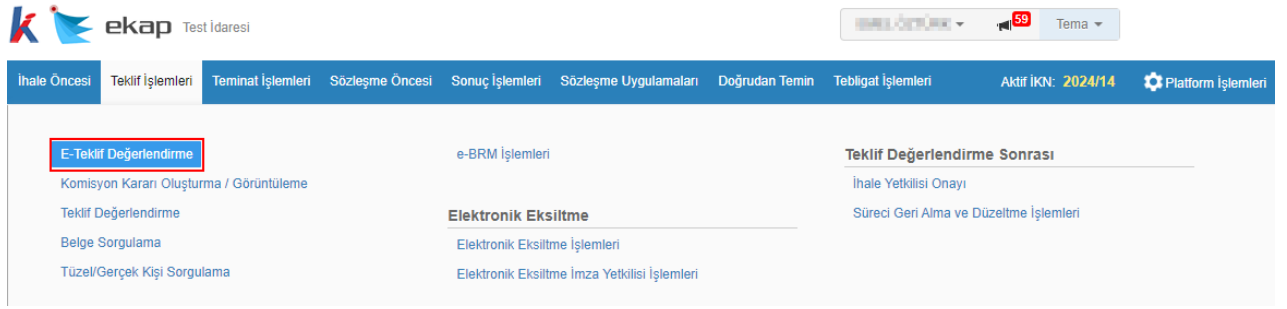 ekap Test İdaresi
59
Tema
İhale Öncesi Teklif İşlemleri Teminat İşlemleri Sözleşme Öncesi Sonuç İşlemleri Sözleşme Uygulamaları Doğrudan Temin Tebligat İşlemleri Aktif İKN: 2024/14 Platform İşlemleri
E-Teklif Değerlendirme
Komisyon Kararı Oluşturma / Görüntüleme
Teklif Değerlendirme
Belge Sorgulama
Tüzel/Gerçek Kişi Sorgulama
e-BRM İşlemleri
Elektronik Eksiltme
Elektronik Eksiltme İşlemleri
Elektronik Eksiltme İmza Yetkilisi İşlemleri
Teklif Değerlendirme Sonrası
İhale Yetkilisi Onayı
Süreci Geri Alma ve Düzeltme İşlemleri